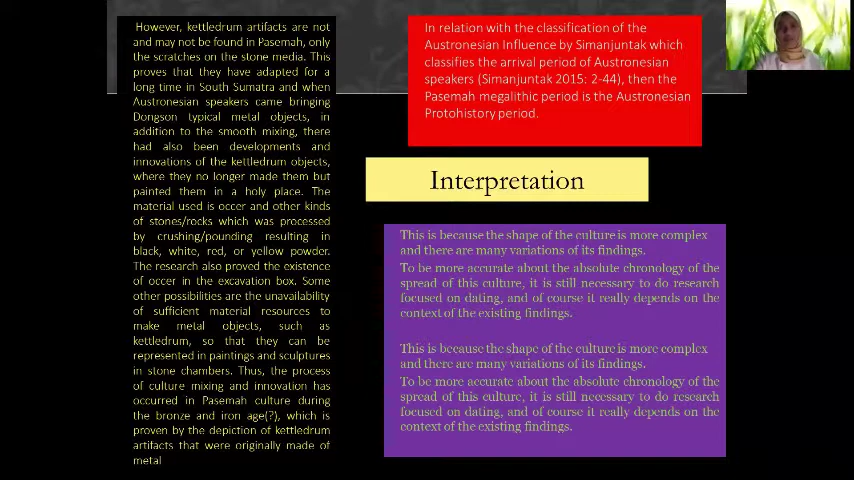 However, kettledrum artifacts are not
and may not be found in Pasemah, only
the scratches on the stone media. This
proves that they have adapted for a
long time in South Sumatra and when
Austronesian speakers came bringing
Dongson typical metal objects, in
addition to the smooth mixing, there
had also been developments and
innovations of the kettledrum objects,
where they no longer made them but
painted them in a holy place. The
material used is occer and other kinds
of stones/rocks which was processed
by crushing/pounding resulting in
black, white, red, or yellow powder.
The research also proved the existence
of occer in the excavation box. Some
other possibilities are the unavailability
of sufficient material resources to
make metal objects, such as
kettledrum, so that they can be
represented in paintings and sculptures
in stone chambers. Thus, the process
of culture mixing and innovation has
occurred in Pasemah culture during
the bronze and iron age(?), which is
proven by the depiction of kettledrum
artifacts that were originally made of
metal
In relation with the classification of the
Austronesian Influence by Simanjuntak which
classifies the arrival period of Austronesian
speakers (Simanjuntak 2015: 2-44), then the
Pasemah megalithic period is the Austronesian
Protohistory period.
Interpretation
This is because the shape of the culture is more complex
and there are many variations of its findings.
To be more accurate about the absolute chronology of the
spread of this culture, it is still necessary to do research
focused on dating, and of course it really depends on the
context of the existing findings.
This is because the shape of the culture is more complex
and there are many variations of its findings.
To be more accurate about the absolute chronology of the
spread of this culture, it is still necessary to do research
focused on dating, and of course it really depends on the
context of the existing findings.